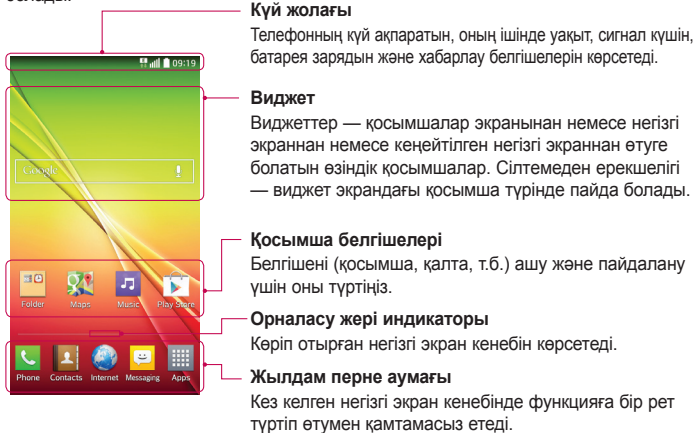 Күй жолағы
Телефонның күй ақпаратын, оның ішінде уақыт, сигнал күшін,
батарея зарядын және хабарлау белгішелерін көрсетеді.
09:19
Виджет
Виджеттер — қосымшалар экранынан немесе негізгі
экраннан немесе кеңейтілген негізгі экраннан өтуге
болатын өзіндік қосымшалар. Сілтемеден ерекшелігі
— виджет экрандағы қосымша түрінде пайда болады.
Google
Қосымша белгішелері
Белгішені (қосымша, қалта, т.б.) ашу және пайдалану
үшін оны түртіңіз.
Folder Maps Music Play Store
Орналасу жері индикаторы
Көріп отырған негізгі экран кенебін көрсетеді.
Жылдам перне аумағы
Кез келген негізгі экран кенебінде функцияға бір рет
түртіп өтумен қамтамасыз етеді.
Phone Contacts Internet Messaging Apps